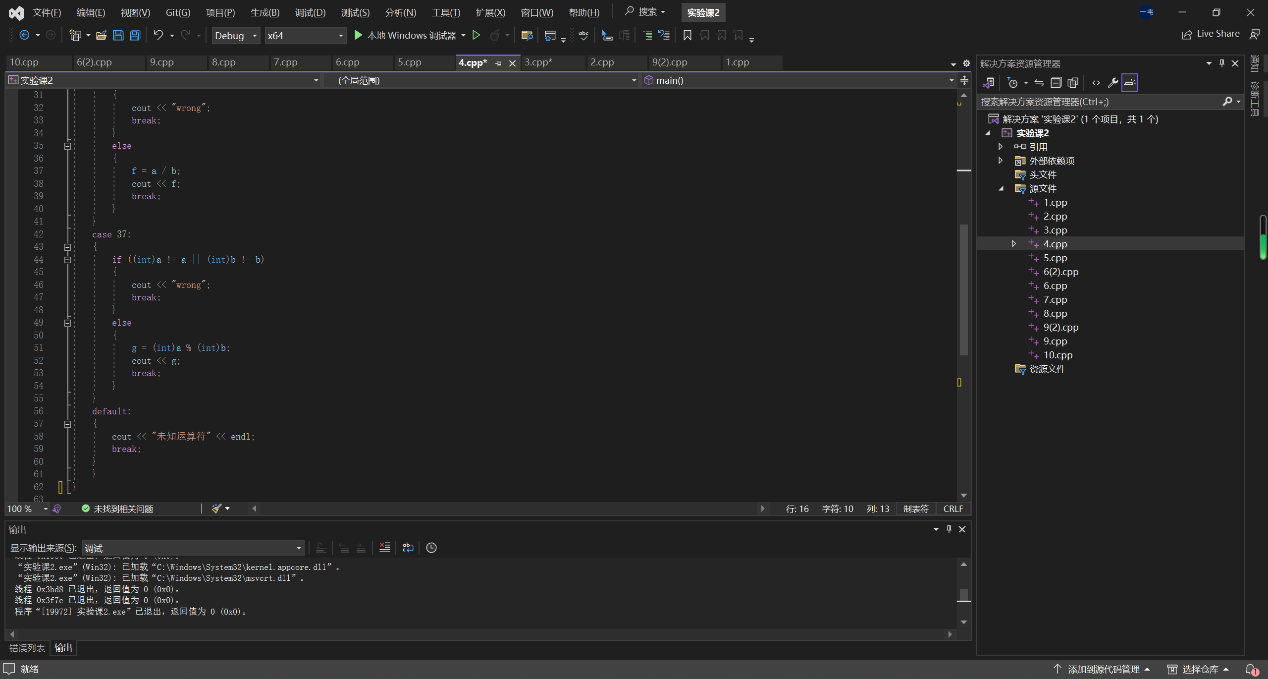 文件(F) 编辑(E) 视图(V) Git(G) 项目(P) 生成(B) 调试(D) 测试(S) 分析(N) 工具(T) 扩展(X) 窗口(W) 帮助(H) 搜索 实验课2
Debug x64 本地 Windows 调试器 Live Share
10.cpp 6(2).cpp 9.cpp 8.cpp 7.cpp 6.cpp 5.cpp 4.cpp* 3.cpp* 2.cpp 9(2).cpp 1.cpp
实验课2 (全局范围) main()
31 {
32 cout << "wrong";
33 break;
34 }
35 else
36 {
37 f = a / b;
38 cout << f;
39 break;
40 }
41 }
42 case 37:
43 {
44 if ((int)a != a || (int)b != b)
45 {
46 cout << "wrong";
47 break;
48 }
49 else
50 {
51 g = (int)a % (int)b;
52 cout << g;
53 break;
54 }
55 }
56 default:
57 {
58 cout << "未知运算符" << endl;
59 break;
60 }
61 }
62 }
63
100 % 未找到相关问题 行: 16 字符: 10 列: 13 制表符 CRLF
输出
显示输出来源(S): 调试
“实验课2.exe”(Win32): 已加载“C:\Windows\System32\kernel.appcore.dll”。
“实验课2.exe”(Win32): 已加载“C:\Windows\System32\msvcrt.dll”。
线程 0x3bd8 已退出，返回值为 0 (0x0)。
线程 0x3f7c 已退出，返回值为 0 (0x0)。
程序“[19972] 实验课2.exe”已退出，返回值为 0 (0x0)。
错误列表 输出
就绪 添加到源代码管理 选择仓库 1
解决方案资源管理器
搜索解决方案资源管理器(Ctrl+;)
解决方案 '实验课2' (1 个项目，共 1 个)
实验课2
引用
外部依赖项
头文件
源文件
1.cpp
2.cpp
3.cpp
4.cpp
5.cpp
6(2).cpp
6.cpp
7.cpp
8.cpp
9(2).cpp
9.cpp
10.cpp
资源文件
诊断工具